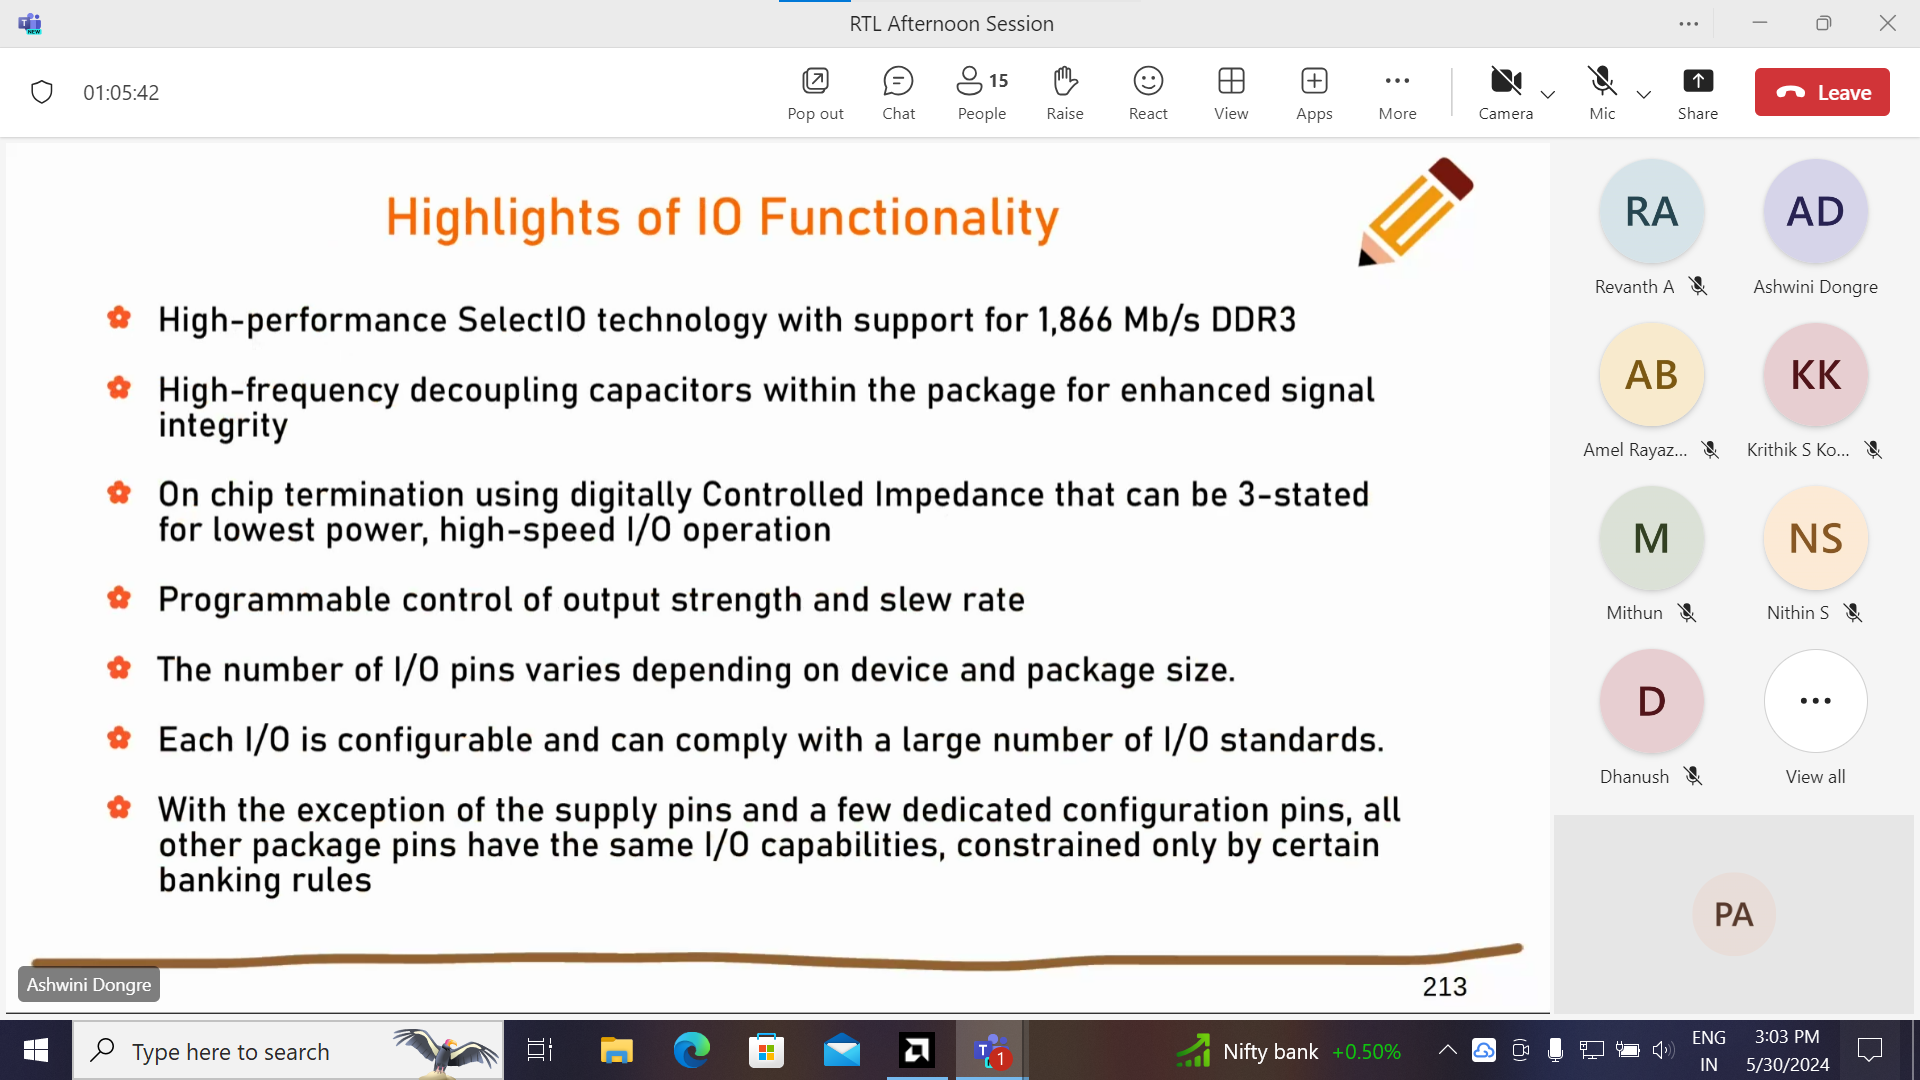 RTL Afternoon Session
NEW
01:05:42
Pop out
Chat
15
People
Raise
React
View
Apps
More
Camera
Mic
Share
Leave
Highlights of IO Functionality
High-performance SelectIO technology with support for 1,866 Mb/s DDR3
High-frequency decoupling capacitors within the package for enhanced signal
integrity
On chip termination using digitally Controlled Impedance that can be 3-stated
for lowest power, high-speed I/O operation
Programmable control of output strength and slew rate
The number of I/O pins varies depending on device and package size.
Each I/O is configurable and can comply with a large number of I/O standards.
With the exception of the supply pins and a few dedicated configuration pins, all
other package pins have the same I/O capabilities, constrained only by certain
banking rules
Ashwini Dongre
213
RA
AD
Revanth A
Ashwini Dongre
AB
KK
Amel Rayaz...
Krithik S Ko...
M
NS
Mithun
Nithin S
D
Dhanush
View all
PA
Type here to search
T
1
Nifty bank +0.50%
ENG
IN
3:03 PM
5/30/2024